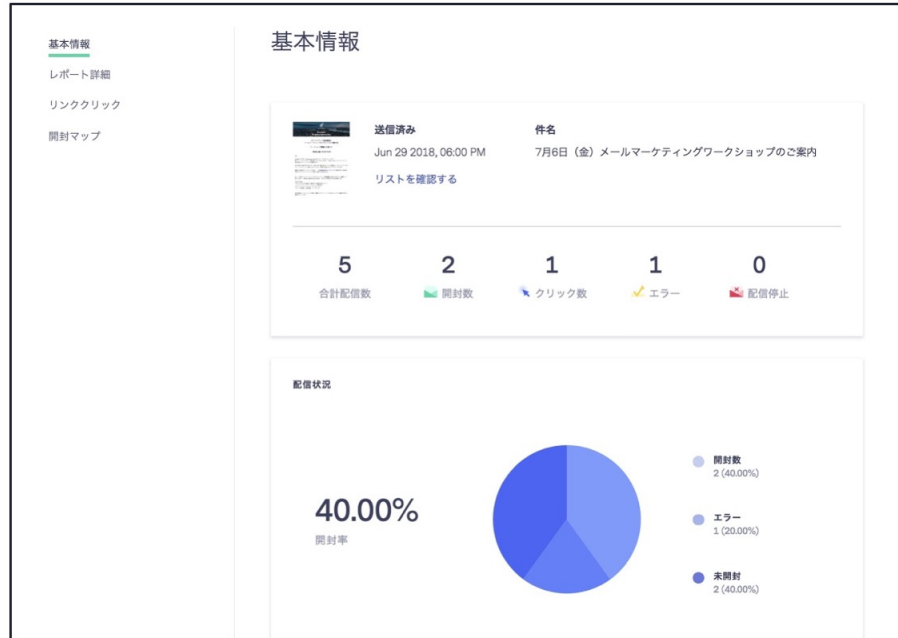 基本情報
レポート詳細
リンククリック
開封マップ
基本情報
送信済み
Jun 29 2018, 06:00 PM
リストを確認する
件名
7月6日（金）メールマーケティングワークショップのご案内
5
合計配信数
2
開封数
1
クリック数
1
エラー
0
配信停止
配信状況
40.00%
開封率
開封数
2 (40.00%)
エラー
1 (20.00%)
未開封
2 (40.00%)